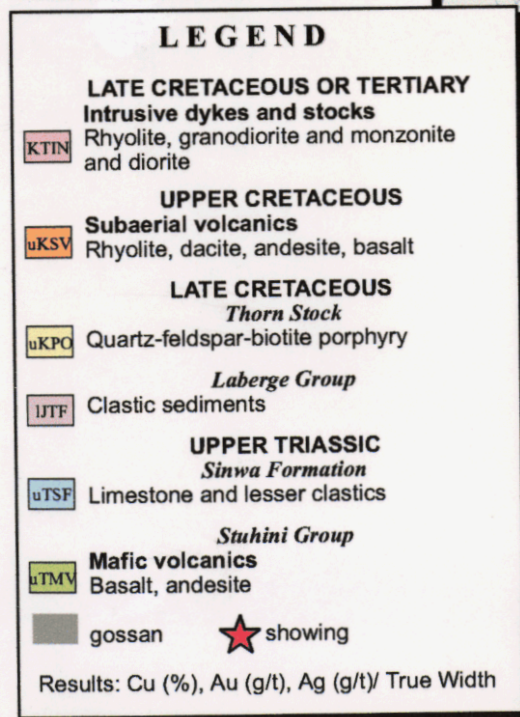 LEGEND
LATE CRETACEOUS OR TERTIARY
Intrusive dykes and stocks
KTIN
Rhyolite, granodiorite and monzonite
and diorite
UPPER CRETACEOUS
Subaerial volcanics
uKSV
Rhyolite, dacite, andesite, basalt
LATE CRETACEOUS
Thorn Stock
uKPO
Quartz-feldspar-biotite porphyry
Laberge Group
lJTF
Clastic sediments
UPPER TRIASSIC
Sinwa Formation
uTSF
Limestone and lesser clastics
Stuhini Group
Mafic volcanics
uTMV
Basalt, andesite
gossan showing
Results: Cu (%), Au (g/t), Ag (g/t)/ True Width